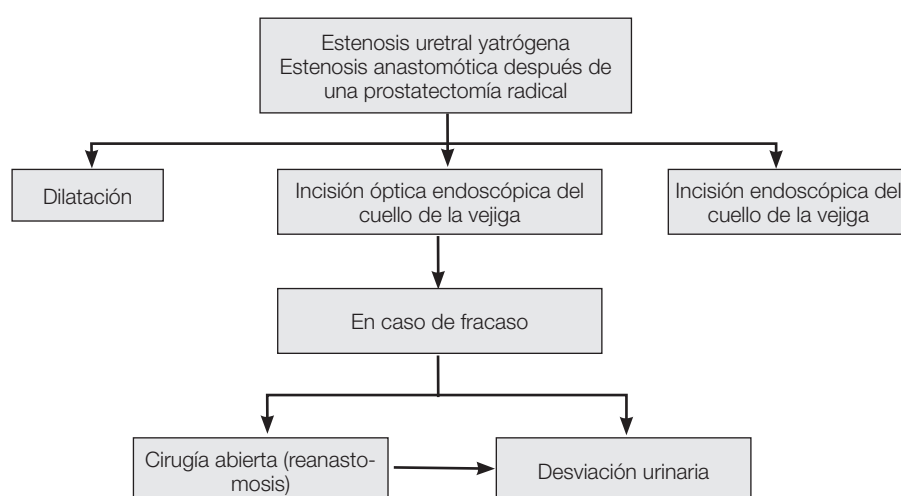 Estenosis uretral yatrógena
Estenosis anastomótica después de
una prostatectomía radical
Dilatación
Incisión óptica endoscópica del
cuello de la vejiga
Incisión endoscópica del
cuello de la vejiga
En caso de fracaso
Cirugía abierta (reanasto-
mosis)
Desviación urinaria